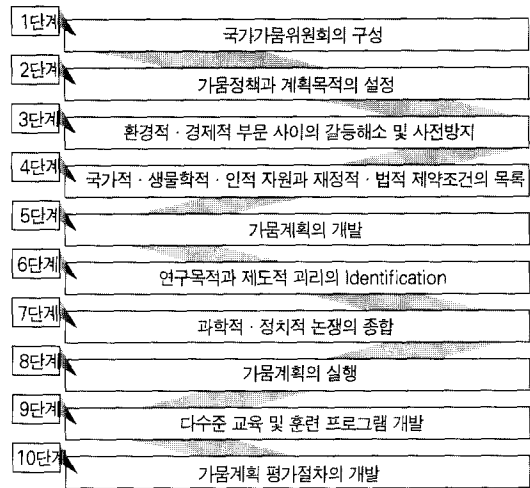 1단계
국가가뭄위원회의 구성
2단계
가뭄정책과 계획목적의 설정
3단계
환경적 · 경제적 부문 사이의 갈등해소 및 사전방지
4단계
국가적 · 생물학적 · 인적 자원과 재정적 · 법적 제약조건의 목록
5단계
가뭄계획의 개발
6단계
연구목적과 제도적 괴리의 Identification
7단계
과학적 · 정치적 논쟁의 종합
8단계
가뭄계획의 실행
9단계
다수준 교육 및 훈련 프로그램 개발
10단계
가뭄계획 평가절차의 개발